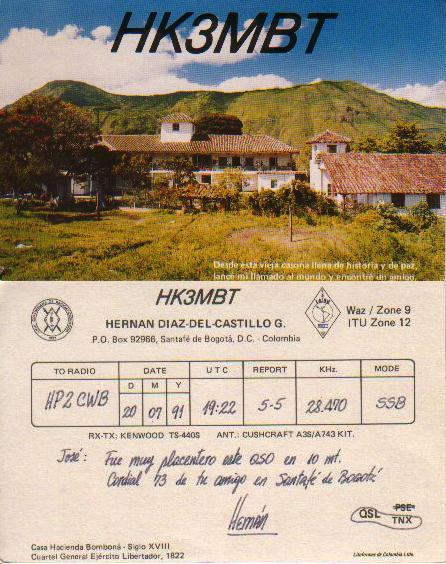 HK3MBT
Desde esta vieja casona llena de historia y de paz,
lancé mi llamado al mundo y encontré un amigo.
HK3MBT
HERNAN DIAZ-DEL-CASTILLO G.
P.O. Box 92966, Santafé de Bogotá, D.C. - Colombia
Waz / Zone 9
ITU Zone 12
TO RADIO DATE UTC REPORT KHz. MODE
D M Y
HP2CWB 20 07 91 19:22 5-5 28.470 SSB
RX-TX: KENWOOD TS-440S ANT.: CUSHCRAFT A3S/A743 KIT.
José: Fue muy placentero este QSO en 10 mt.
Cordial '73 de tu amigo en Santafé de Bogotá
Hernán
QSL PSE
TNX
Casa Hacienda Bomboná - Siglo XVIII
Cuartel General Ejército Libertador, 1822